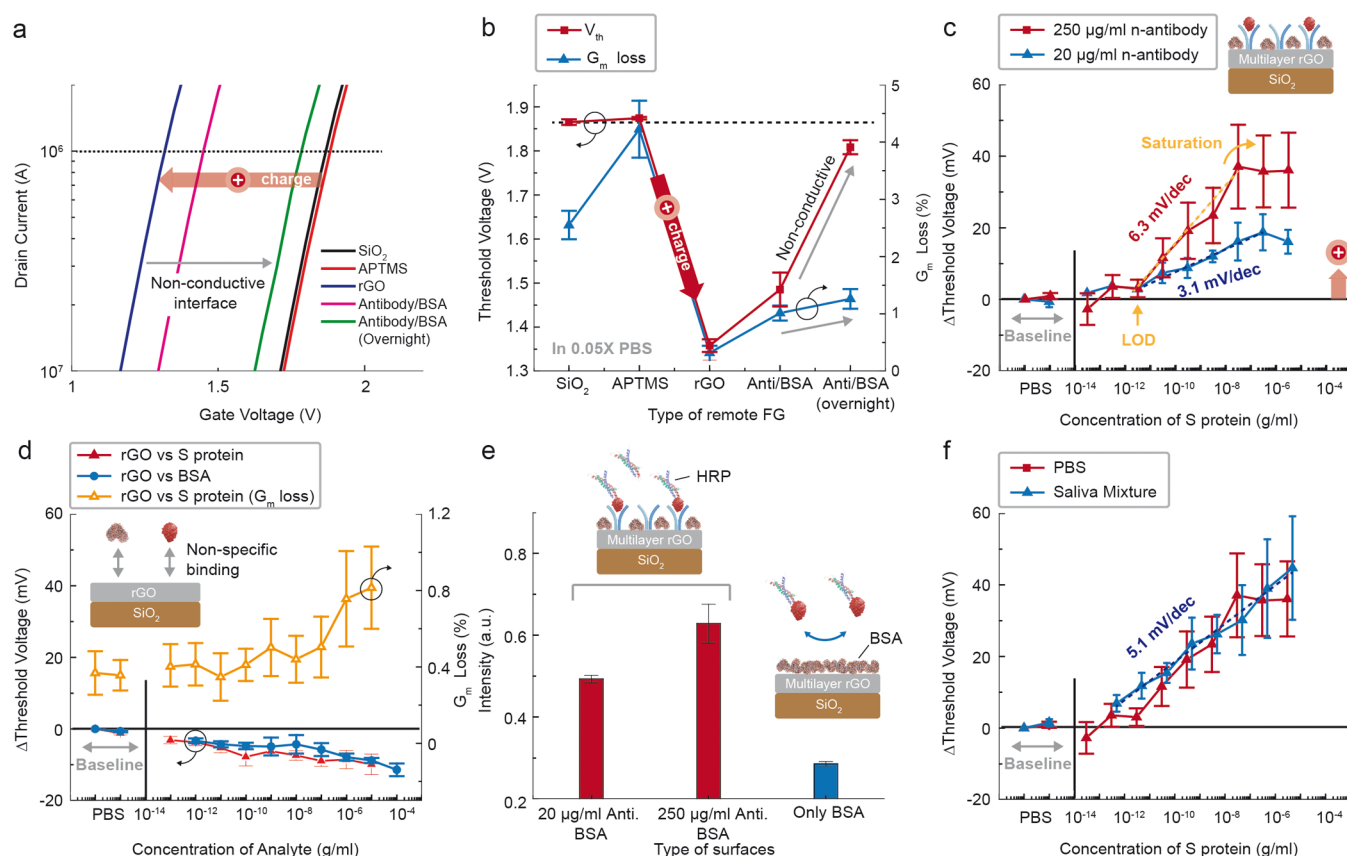 a
Drain Current (A)
10⁶
10⁷
+
charge
Non-conductive
interface
SiO₂
APTMS
rGO
Antibody/BSA
Antibody/BSA
(Overnight)
1
1.5
2
Gate Voltage (V)
b
Vₜₕ
Gₘ loss
Threshold Voltage (V)
1.9
1.8
1.7
1.6
1.5
1.4
1.3
+
charge
Non-conductive
In 0.05X PBS
5
4
3
2
1
0
Gₘ Loss (%)
SiO₂
APTMS
rGO
Anti/BSA
Anti/BSA
(overnight)
Type of remote FG
c
250 µg/ml n-antibody
20 µg/ml n-antibody
Multilayer rGO
SiO₂
ΔThreshold Voltage (mV)
60
40
20
0
-20
Saturation
6.3 mV/dec
3.1 mV/dec
+
Baseline
LOD
PBS
10⁻¹⁴
10⁻¹²
10⁻¹⁰
10⁻⁸
10⁻⁶
10⁻⁴
Concentration of S protein (g/ml)
d
rGO vs S protein
rGO vs BSA
rGO vs S protein (Gₘ loss)
ΔThreshold Voltage (mV)
60
40
20
0
-20
Non-specific
binding
rGO
SiO₂
Baseline
1.2
0.8
0.4
0
Gₘ Loss (%)
PBS
10⁻¹⁴
10⁻¹²
10⁻¹⁰
10⁻⁸
10⁻⁶
10⁻⁴
Concentration of Analyte (g/ml)
e
Intensity (a.u.)
0.8
0.6
0.4
0.2
HRP
Multilayer rGO
SiO₂
BSA
Multilayer rGO
SiO₂
20 µg/ml Anti.
BSA
250 µg/ml Anti.
BSA
Only BSA
Type of surfaces
f
PBS
Saliva Mixture
ΔThreshold Voltage (mV)
60
40
20
0
-20
5.1 mV/dec
Baseline
PBS
10⁻¹⁴
10⁻¹²
10⁻¹⁰
10⁻⁸
10⁻⁶
10⁻⁴
Concentration of S protein (g/ml)